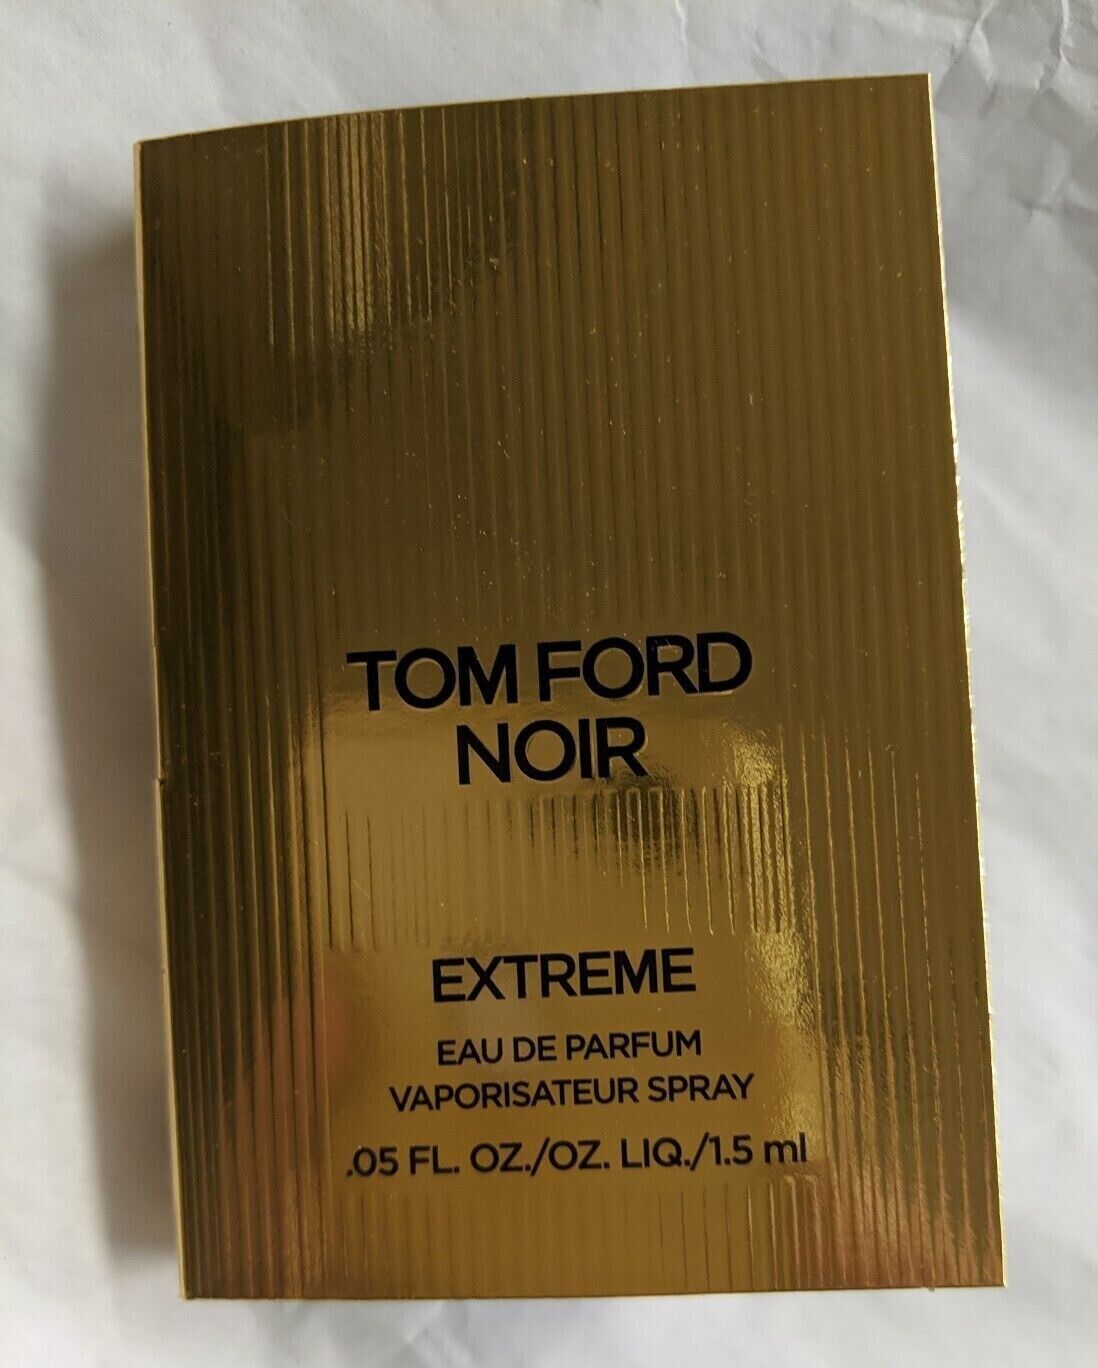 TOM FORD
NOIR
EXTREME
EAU DE PARFUM
VAPORISATEUR SPRAY
.05 FL. OZ./OZ. LIQ./1.5 ml